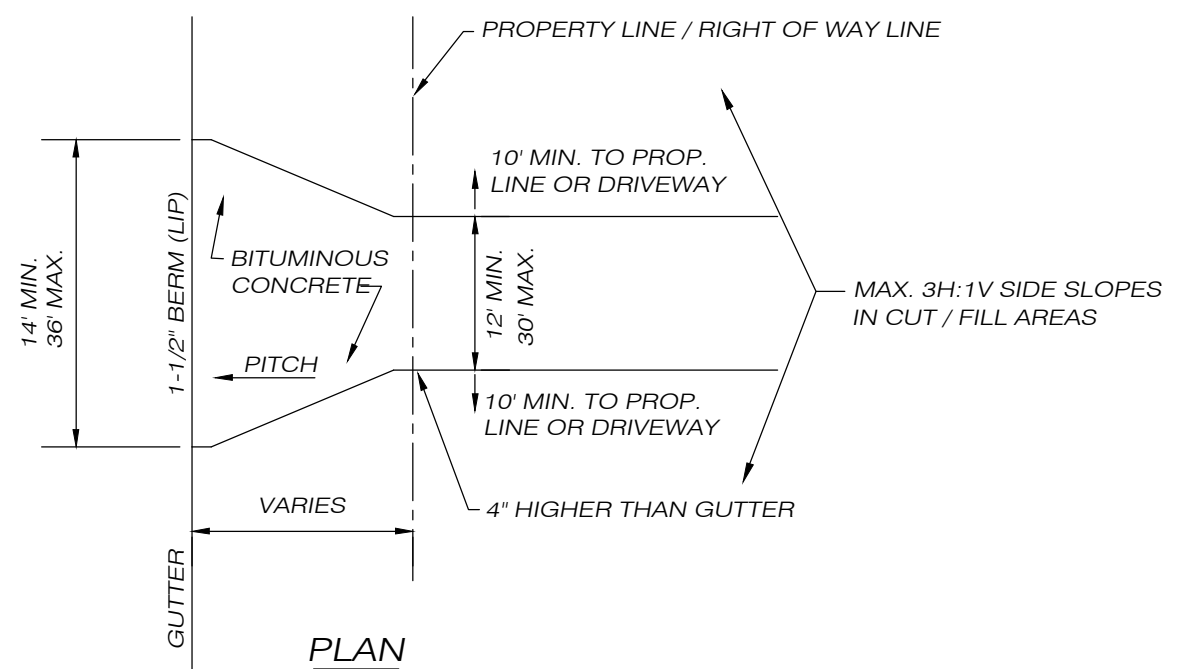 PROPERTY LINE / RIGHT OF WAY LINE
10' MIN. TO PROP.
LINE OR DRIVEWAY
14' MIN.
36' MAX.
1-1/2" BERM (LIP)
BITUMINOUS
CONCRETE
12' MIN.
30' MAX.
MAX. 3H:1V SIDE SLOPES
IN CUT / FILL AREAS
PITCH
10' MIN. TO PROP.
LINE OR DRIVEWAY
VARIES
4" HIGHER THAN GUTTER
GUTTER
PLAN